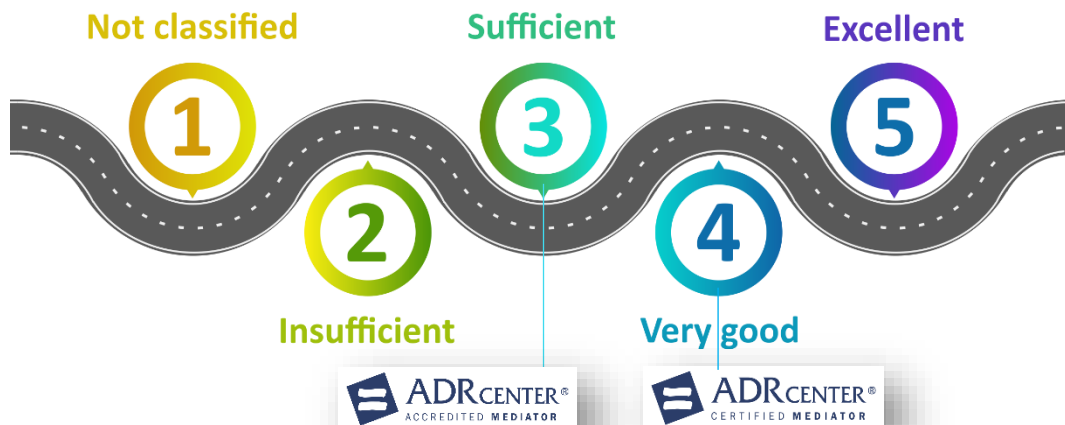 Not classified
Sufficient
Excellent
1
3
5
2
4
Insufficient
Very good
ADRCENTER®
ACCREDITED MEDIATOR
ADRCENTER®
CERTIFIED MEDIATOR